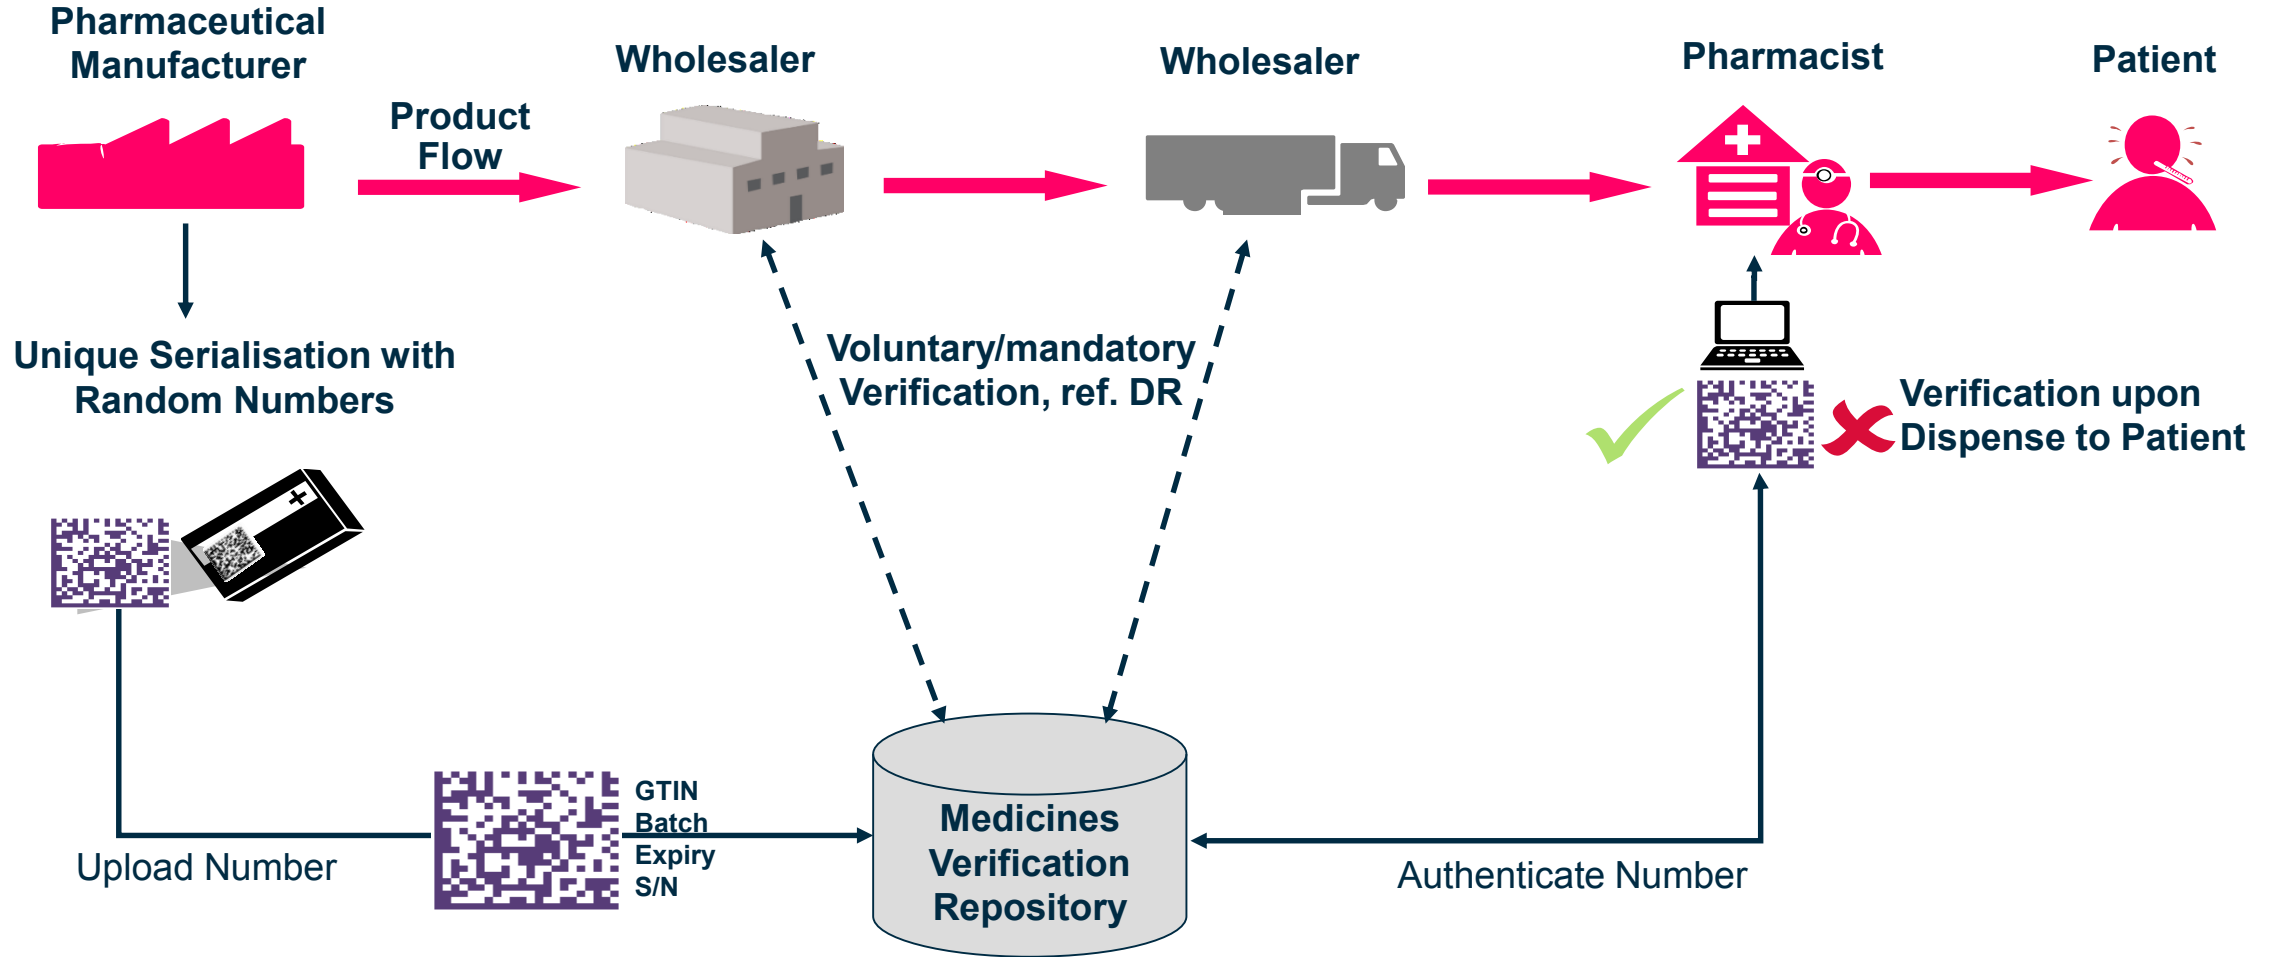 Pharmaceutical
Manufacturer
Wholesaler
Wholesaler
Pharmacist
Patient
Product
Flow
Unique Serialisation with
Random Numbers
Voluntary/mandatory
Verification, ref. DR
Verification upon
Dispense to Patient
Upload Number
GTIN
Batch
Expiry
S/N
Medicines
Verification
Repository
Authenticate Number